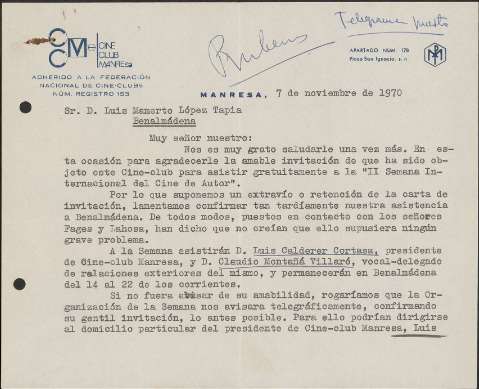 CCMe CINE
CLUB
MANRESA
ADHERIDO A LA FEDERACIÓN
NACIONAL DE CINE-CLUBS
NÚM. REGISTRO 153
Rubens
Telegrama
APARTADO NÚM. 178
Plaza San Ignacio, s. n.
MANRESA, 7 de noviembre de 1970
Sr. D. Luis Mamerto López Tapia
Benalmádena
Muy señor nuestro:
Nos es muy grato saludarle una vez más. En es-
ta ocasión para agradecerle la amable invitación de que ha sido ob-
jeto este Cine-club para asistir gratuitamente a la "II Semana In-
ternacional del Cine de Autor".
Por lo que suponemos un extravío o retención de la carta de
invitación, lamentamos confirmar tan tardíamente nuestra asistencia
a Benalmádena. De todos modos, puestos en contacto con los señores
Pages y Lahosa, han dicho que no creían que ello supusiera ningún
grave problema.
A la Semana asistirán D. Luis Calderer Cortasa, presidente
de Cine-club Manresa, y D. Claudio Montañá Villaró, vocal-delegado
de relaciones exteriores del mismo, y permanecerán en Benalmádena
del 14 al 22 de los corrientes.
Si no fuera abusar de su amabilidad, rogaríamos que la Or-
ganización de la Semana nos avisara telegráficamente, confirmando
su gentil invitación, lo antes posible. Para ello podrían dirigirse
al domicilio particular del presidente de Cine-club Manresa, Luis